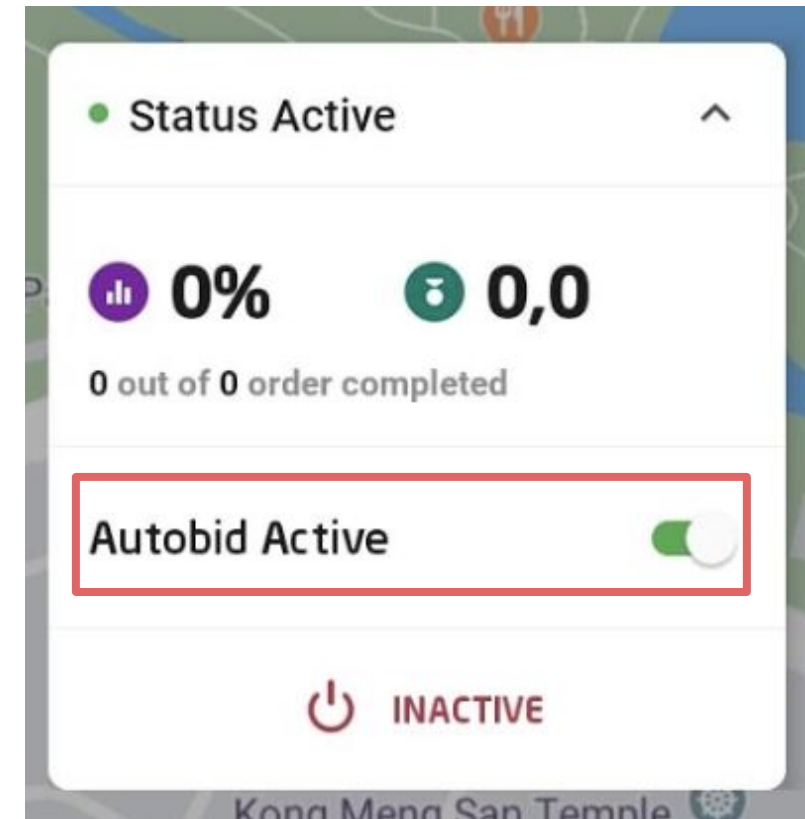 Status Active
0% 0,0
0 out of 0 order completed
Autobid Active
INACTIVE
Kong Meng San Temple